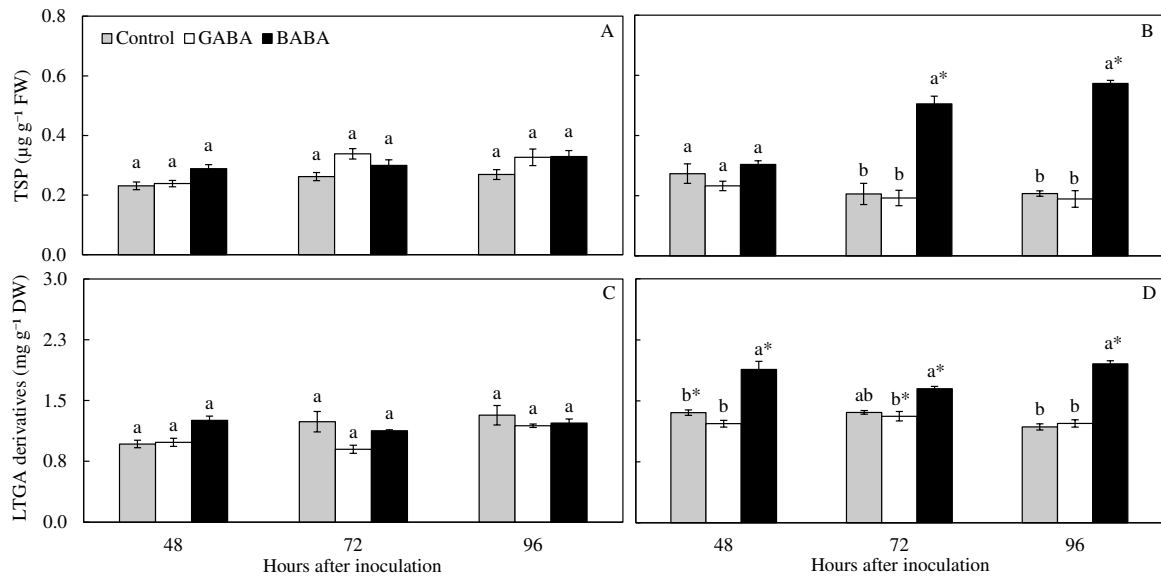 0.8
Control GABA BABA
A
B
0.6
0.4
0.2
0.0
TSP (µg g⁻¹ FW)
a a a
a a a
a a a
a a a
b b a*
b b a*
3.0
C
D
2.3
1.5
0.8
0.0
LTGA derivatives (mg g⁻¹ DW)
a a a
a a a
a a a
b* b a*
ab b* a*
b b a*
48 72 96
48 72 96
Hours after inoculation
Hours after inoculation